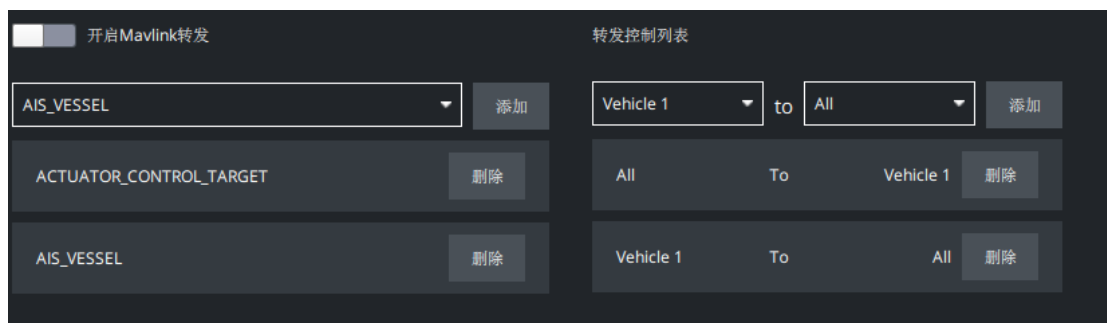 开启Mavlink转发
转发控制列表
AIS_VESSEL 添加
Vehicle 1 to All 添加
ACTUATOR_CONTROL_TARGET 删除
All To Vehicle 1 删除
AIS_VESSEL 删除
Vehicle 1 To All 删除